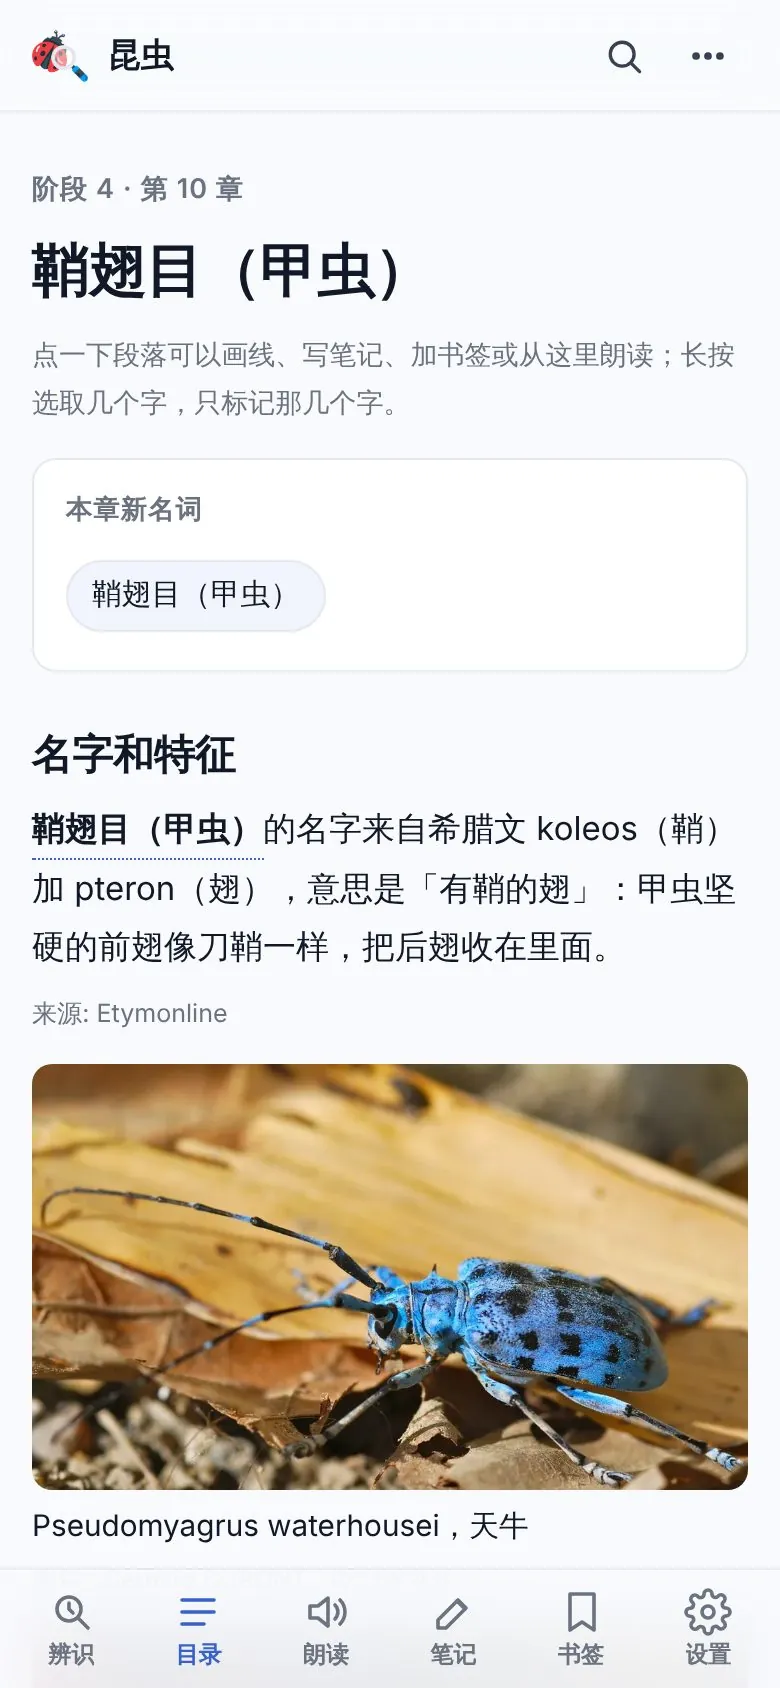 昆虫
阶段 4 · 第 10 章
鞘翅目（甲虫）
点一下段落可以画线、写笔记、加书签或从这里朗读；长按
选取几个字，只标记那几个字。
本章新名词
鞘翅目（甲虫）
名字和特征
鞘翅目（甲虫）的名字来自希腊文 koleos（鞘）
加 pteron（翅），意思是「有鞘的翅」：甲虫坚
硬的前翅像刀鞘一样，把后翅收在里面。
来源: Etymonline
Pseudomyagrus waterhousei，天牛
辨识 目录 朗读 笔记 书签 设置